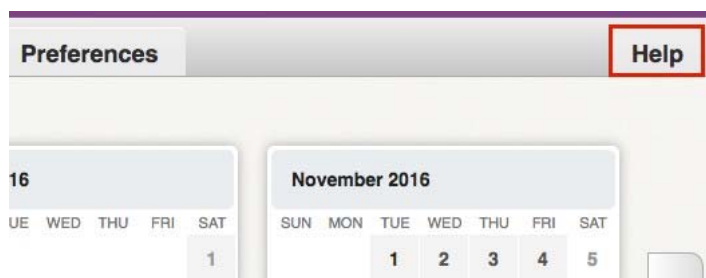 Preferences Help
16 November 2016
UE WED THU FRI SAT SUN MON TUE WED THU FRI SAT
1 1 2 3 4 5